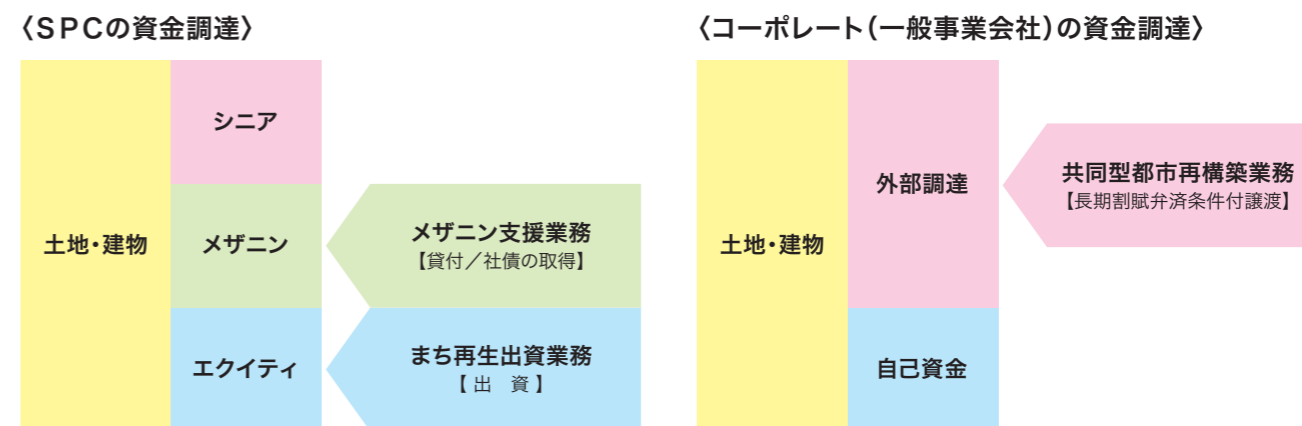 〈SPCの資金調達〉
土地・建物
シニア
メザニン
エクイティ
メザニン支援業務
【貸付／社債の取得】
まち再生出資業務
【出　資】
〈コーポレート(一般事業会社)の資金調達〉
土地・建物
外部調達
自己資金
共同型都市再構築業務
【長期割賦弁済条件付譲渡】